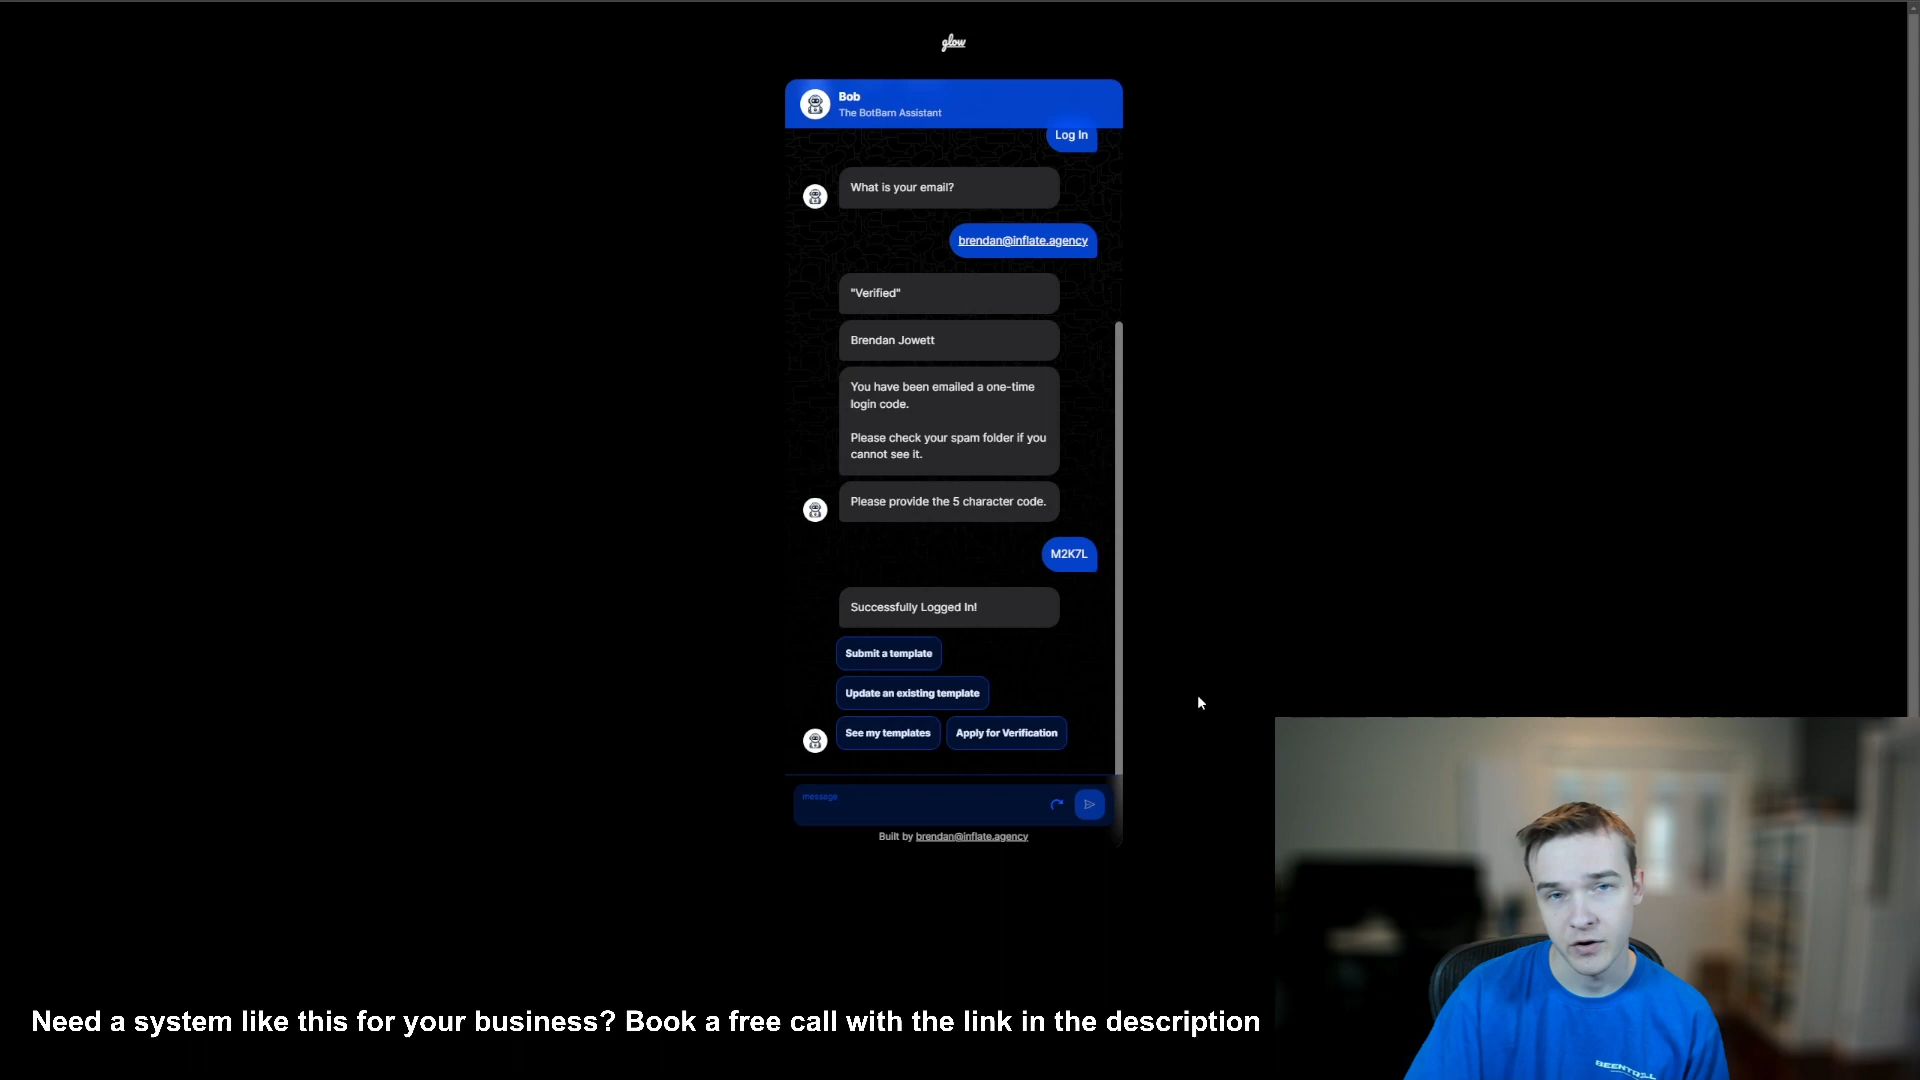 glow
Bob
The BotBarn Assistant
Log In
What is your email?
brendan@inflate.agency
"Verified"
Brendan Jowett
You have been emailed a one-time
login code.
Please check your spam folder if you
cannot see it.
Please provide the 5 character code.
M2K7L
Successfully Logged In!
Submit a template
Update an existing template
See my templates Apply for Verification
message
Built by brendan@inflate.agency
Need a system like this for your business? Book a free call with the link in the description